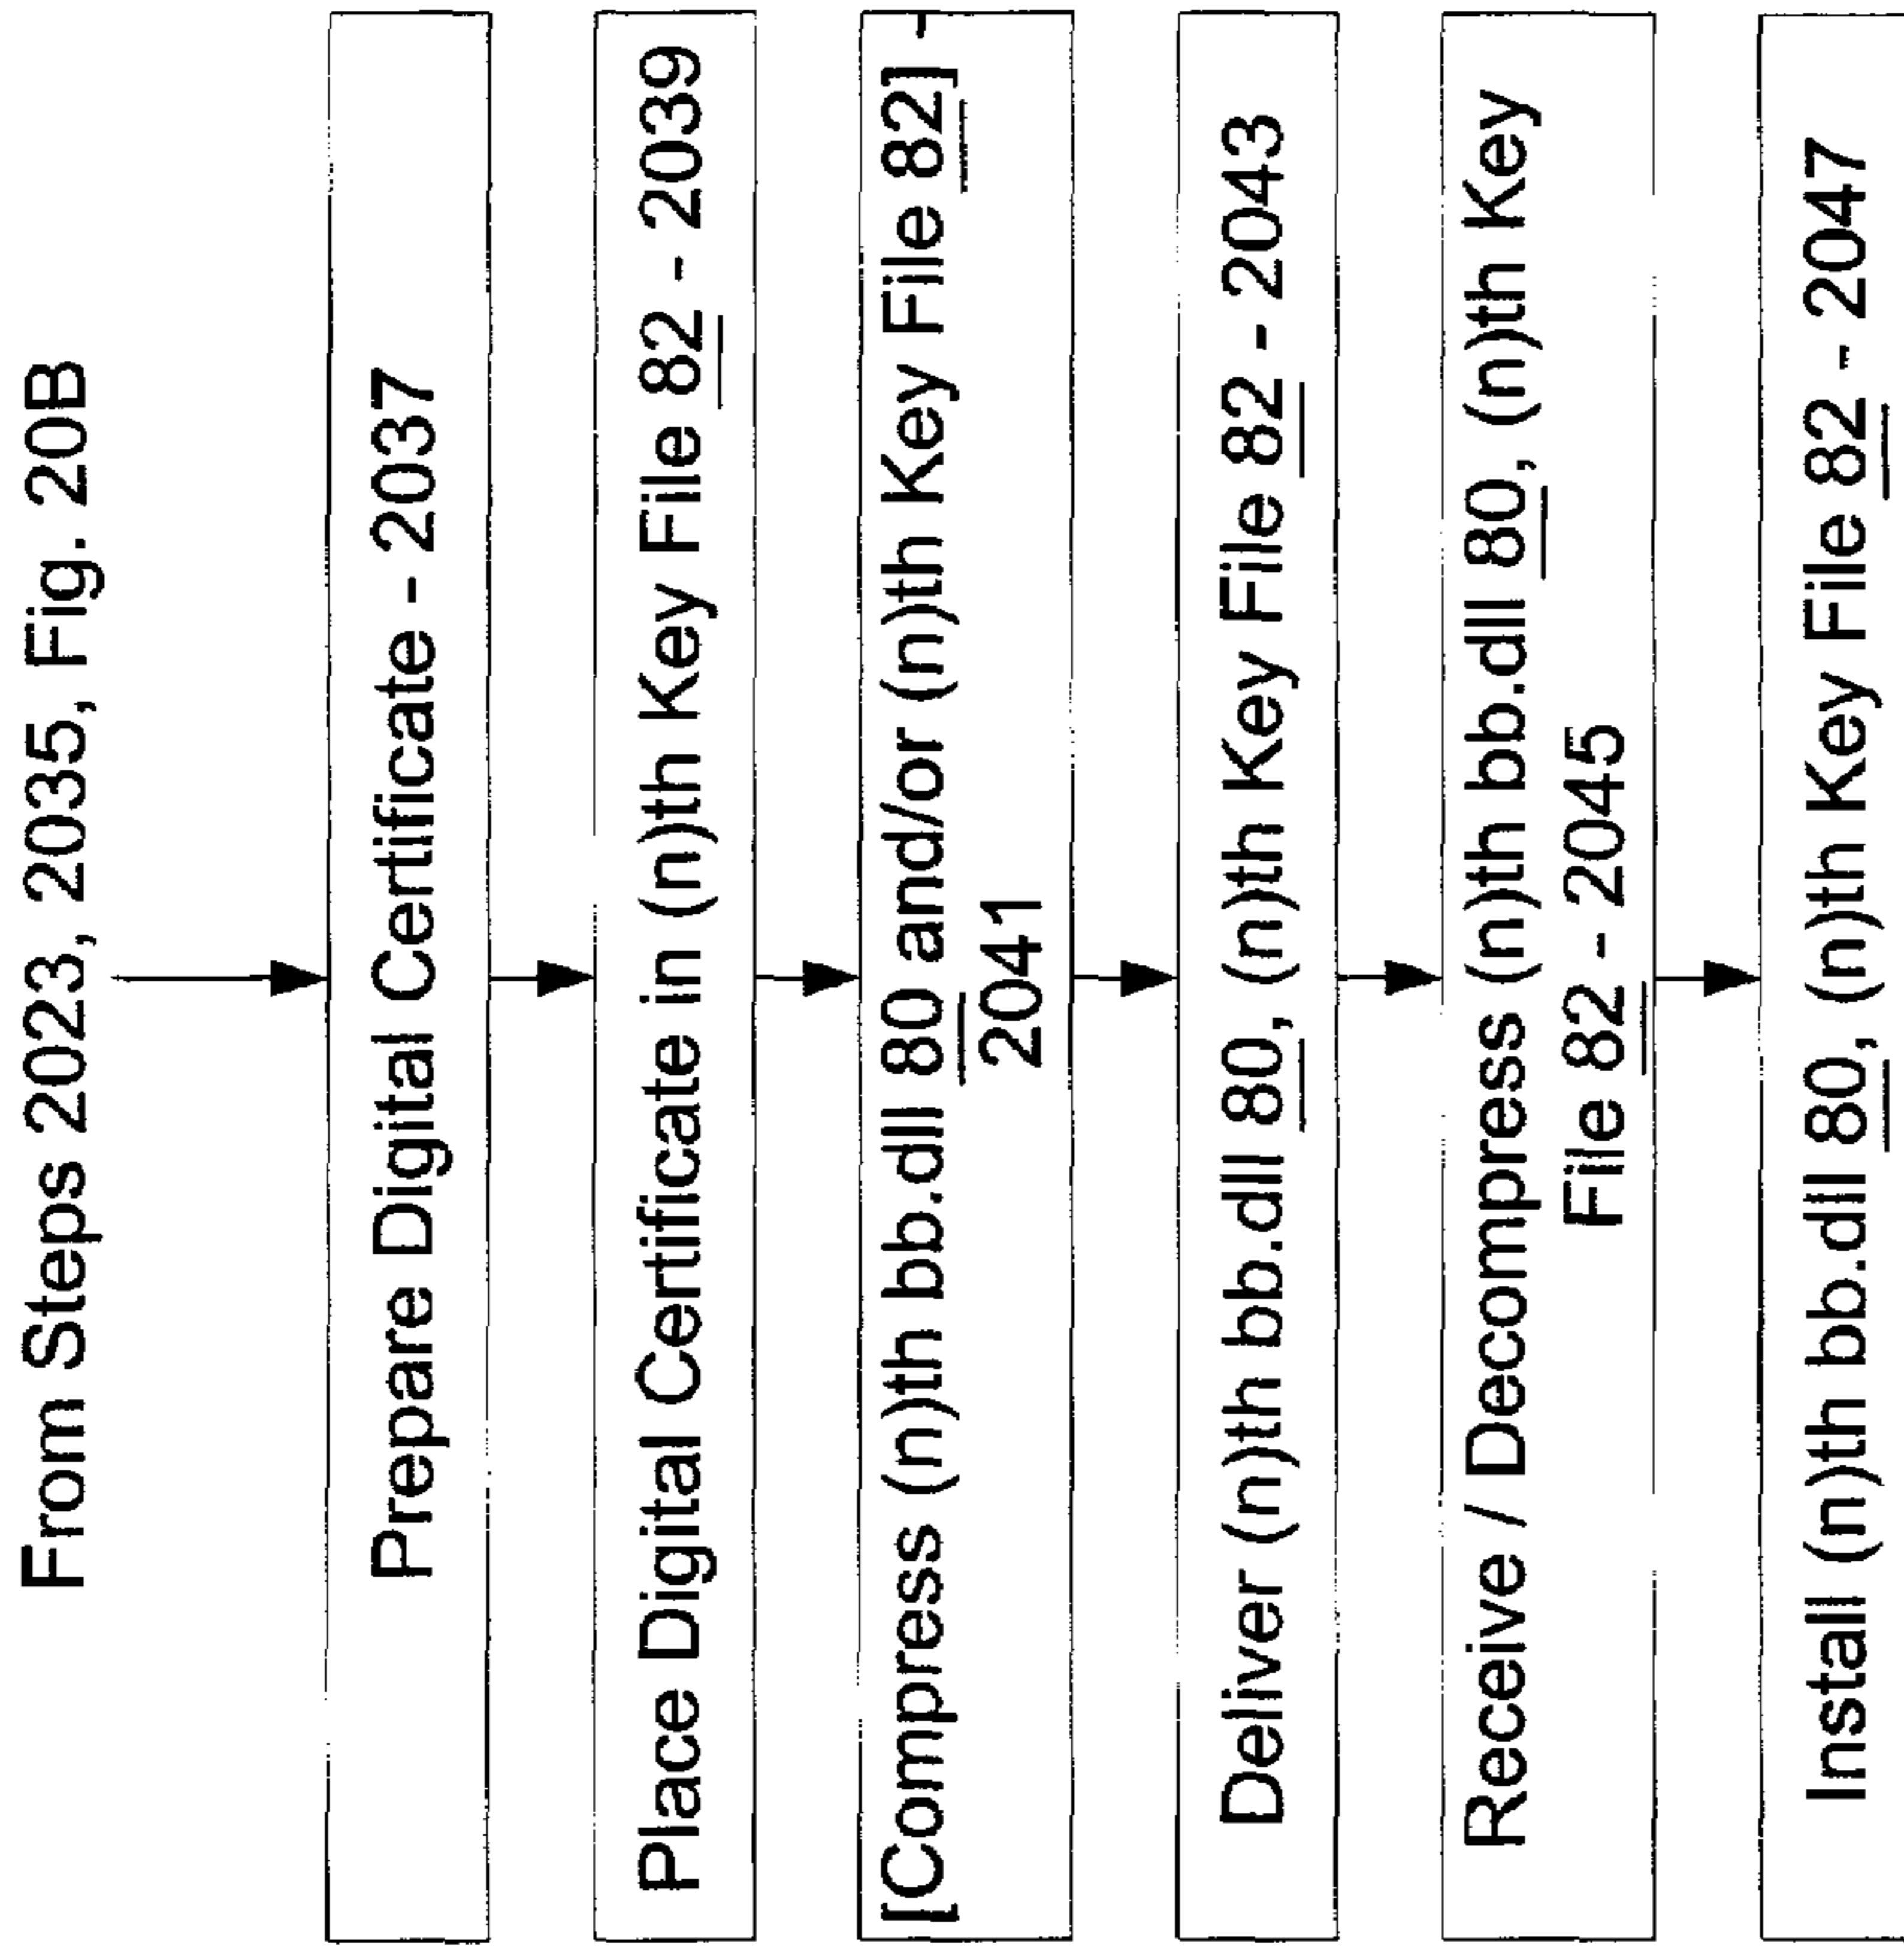 From Steps 2023, 2035, Fig. 20B
Prepare Digital Certificate - 2037
Place Digital Certificate in (n)th Key File 82 - 2039
[Compress (n)th bb.dll 80 and/or (n)th Key File 82] -
2041
Deliver (n)th bb.dll 80, (n)th Key File 82 - 2043
Receive / Decompress (n)th bb.dll 80, (n)th Key
File 82 - 2045
Install (n)th bb.dll 80, (n)th Key File 82 - 2047